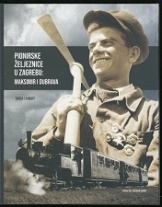 PIONIRSKE
ŽELJEZNICE
U ZAGREBU:
MAKSIMIR I DUBRAVA